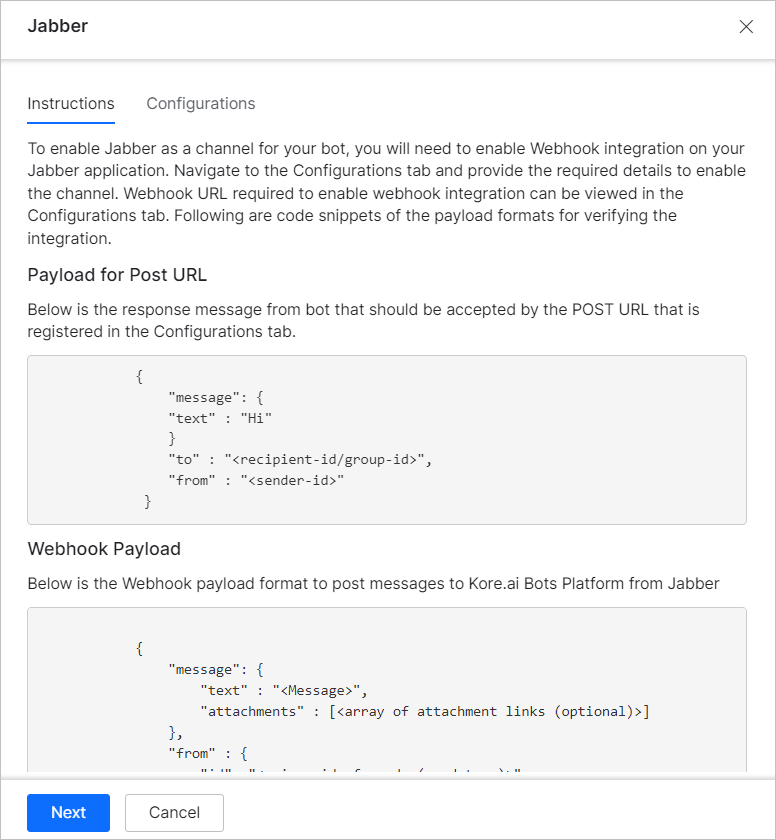 Jabber
Instructions
Configurations
To enable Jabber as a channel for your bot, you will need to enable Webhook integration on your
Jabber application. Navigate to the Configurations tab and provide the required details to enable
the channel. Webhook URL required to enable webhook integration can be viewed in the
Configurations tab. Following are code snippets of the payload formats for verifying the
integration.
Payload for Post URL
Below is the response message from bot that should be accepted by the POST URL that is
registered in the Configurations tab.
{
"message": {
"text" : "Hi"
}
"to" : "<recipient-id/group-id>",
"from" : "<sender-id>"
}
Webhook Payload
Below is the Webhook payload format to post messages to Kore.ai Bots Platform from Jabber
{
"message": {
"text" : "<Message>",
"attachments" : [<array of attachment links (optional)>]
},
"from" : {
Next
Cancel